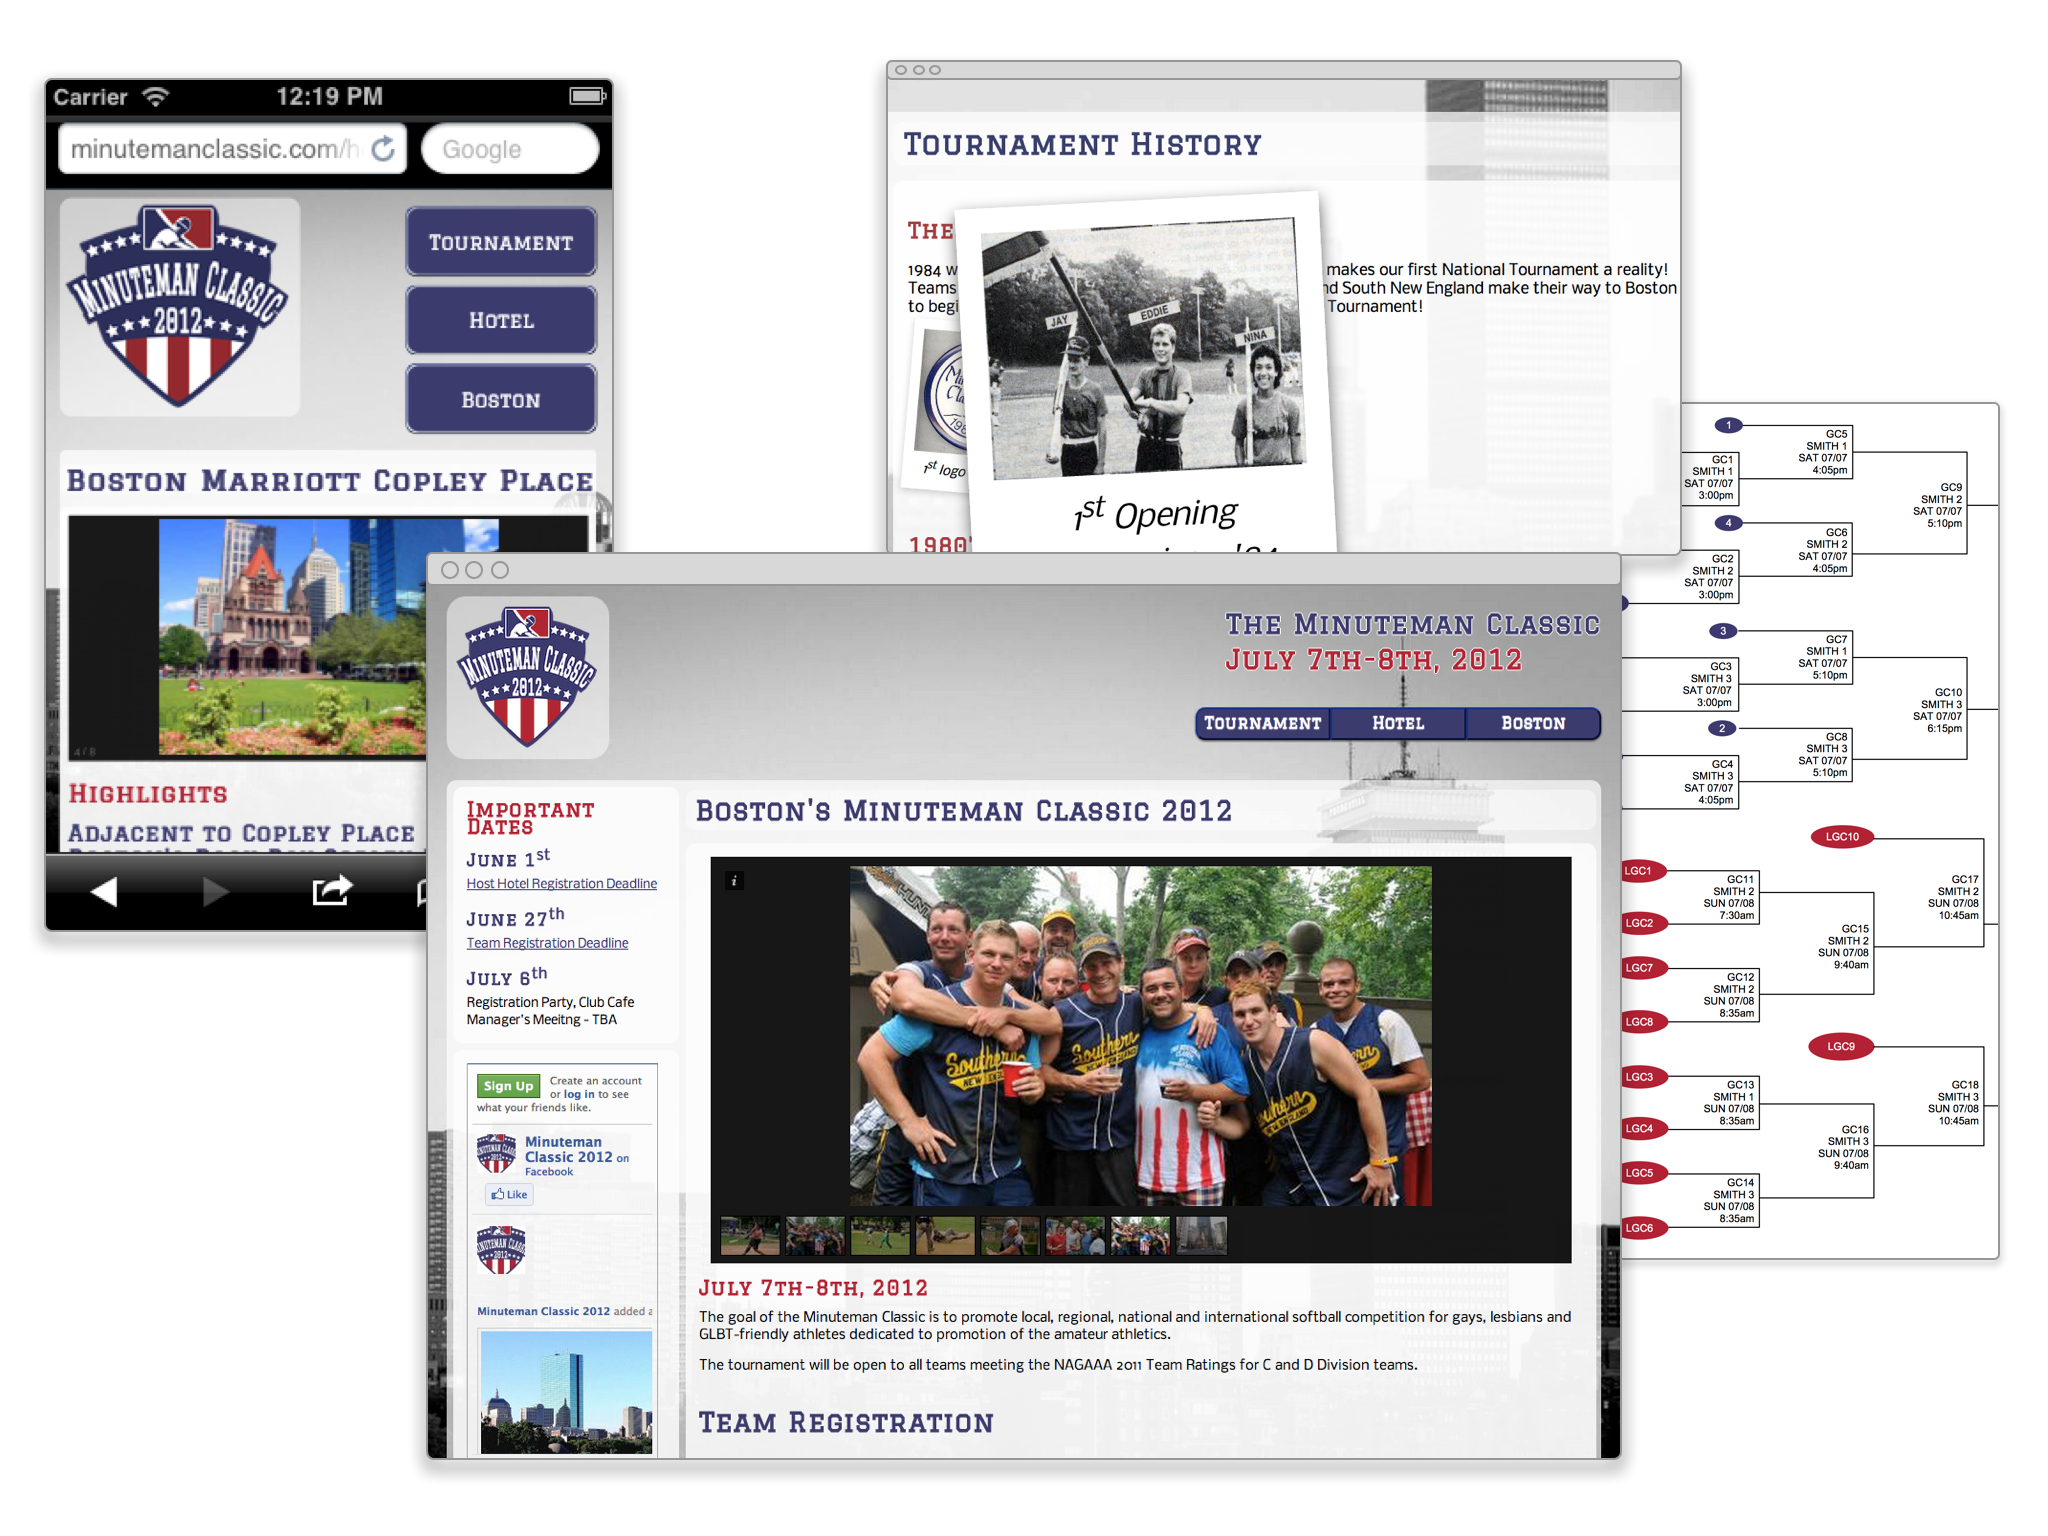 Carrier
12:19 PM
minutemanclassic.com/h
Google
MINUTEMAN CLASSIC
2012
TOURNAMENT
HOTEL
BOSTON
BOSTON MARRIOTT COPLEY PLACE
4 / 8
HIGHLIGHTS
ADJACENT TO COPLEY PLACE
TOURNAMENT HISTORY
THE
1984 w
makes our first National Tournament a reality!
Teams
nd South New England make their way to Boston
to begi
Tournament!
JAY
EDDIE
NINA
1st logo
1st Opening
1980'
MINUTEMAN CLASSIC
2012
THE MINUTEMAN CLASSIC
JULY 7TH-8TH, 2012
TOURNAMENT
HOTEL
BOSTON
IMPORTANT
DATES
JUNE 1st
Host Hotel Registration Deadline
JUNE 27th
Team Registration Deadline
JULY 6th
Registration Party, Club Cafe
Manager's Meeitng - TBA
Sign Up
Create an account
or log in to see
what your friends like.
Minuteman
Classic 2012 on
Facebook
Like
Minuteman Classic 2012 added a
BOSTON'S MINUTEMAN CLASSIC 2012
i
Southern
NEW ENGLAND
Southern
Southern
NEW ENGLAND
JULY 7TH-8TH, 2012
The goal of the Minuteman Classic is to promote local, regional, national and international softball competition for gays, lesbians and
GLBT-friendly athletes dedicated to promotion of the amateur athletics.
The tournament will be open to all teams meeting the NAGAAA 2011 Team Ratings for C and D Division teams.
TEAM REGISTRATION
1
GC5
SMITH 1
SAT 07/07
4:05pm
GC1
SMITH 1
SAT 07/07
3:00pm
GC9
SMITH 2
SAT 07/07
5:10pm
4
GC6
SMITH 2
SAT 07/07
4:05pm
GC2
SMITH 2
SAT 07/07
3:00pm
3
GC7
SMITH 1
SAT 07/07
5:10pm
GC3
SMITH 3
SAT 07/07
3:00pm
GC10
SMITH 3
SAT 07/07
6:15pm
2
GC8
SMITH 3
SAT 07/07
5:10pm
GC4
SMITH 3
SAT 07/07
4:05pm
LGC10
LGC1
GC11
SMITH 2
SUN 07/08
7:30am
GC17
SMITH 2
SUN 07/08
10:45am
LGC2
GC15
SMITH 2
SUN 07/08
9:40am
LGC7
GC12
SMITH 2
SUN 07/08
8:35am
LGC8
LGC9
LGC3
GC13
SMITH 1
SUN 07/08
8:35am
GC18
SMITH 3
SUN 07/08
10:45am
LGC4
GC16
SMITH 3
SUN 07/08
9:40am
LGC5
GC14
SMITH 3
SUN 07/08
8:35am
LGC6